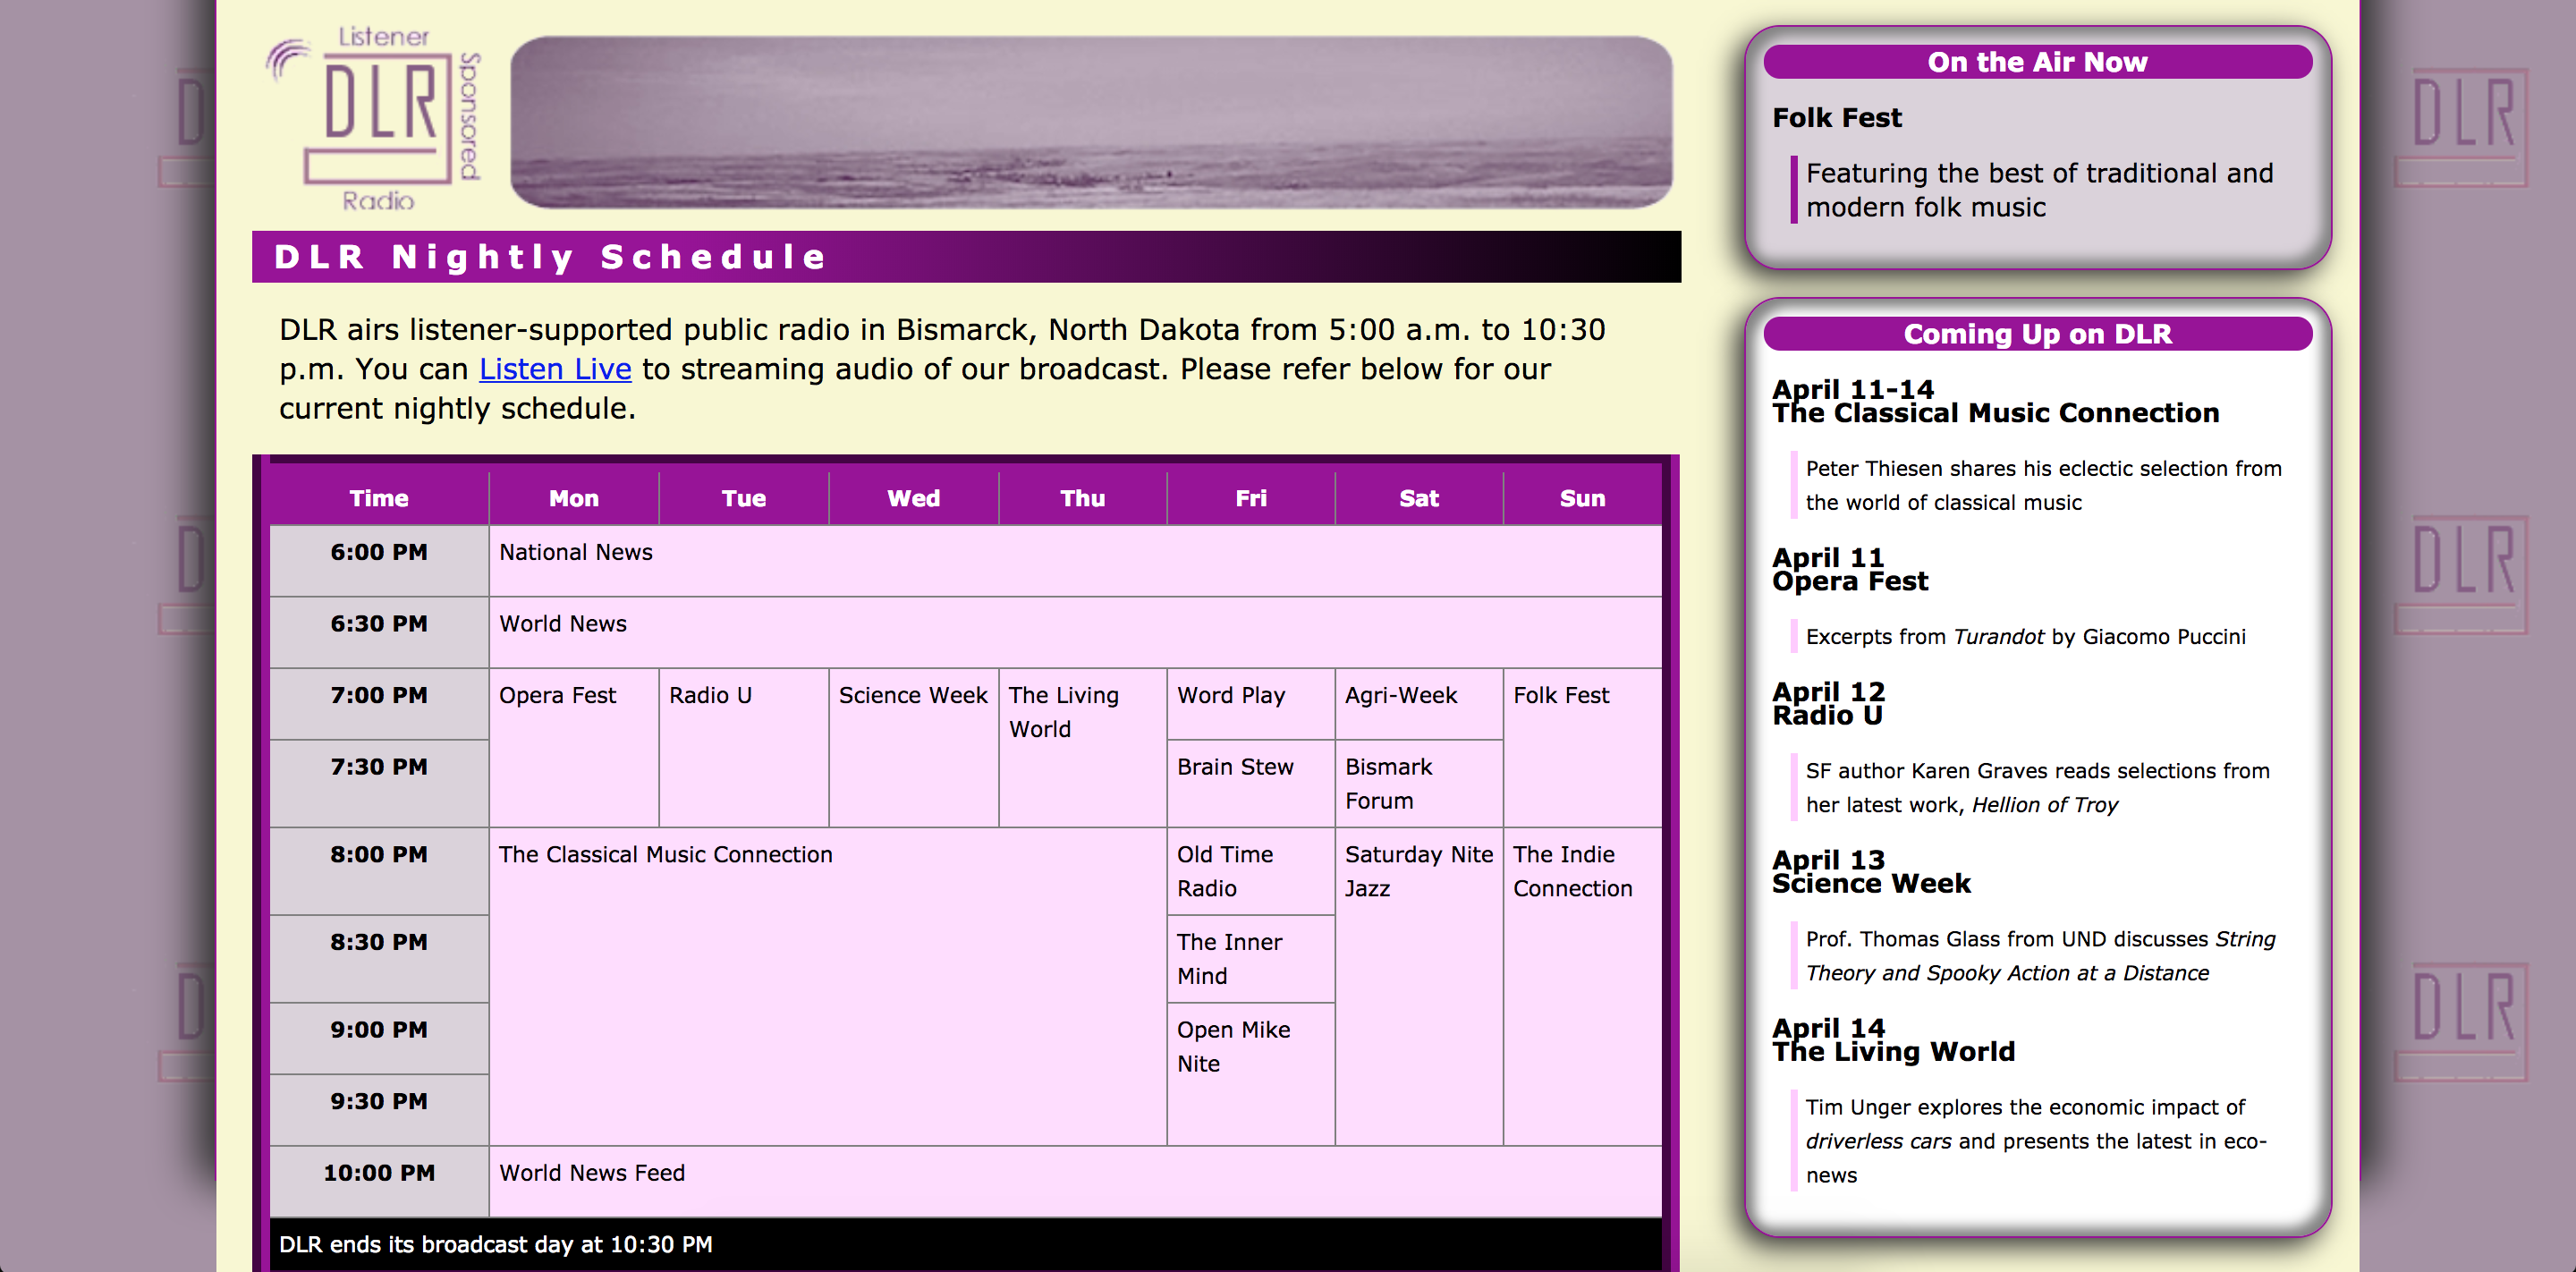 Listener
DLR
Sponsored
Radio
DLR Nightly Schedule
DLR airs listener-supported public radio in Bismarck, North Dakota from 5:00 a.m. to 10:30
p.m. You can Listen Live to streaming audio of our broadcast. Please refer below for our
current nightly schedule.
Time Mon Tue Wed Thu Fri Sat Sun
6:00 PM National News
6:30 PM World News
7:00 PM Opera Fest Radio U Science Week The Living Word Play Agri-Week Folk Fest
World
7:30 PM Brain Stew Bismark
Forum
8:00 PM The Classical Music Connection Old Time Saturday Nite The Indie
Radio Jazz Connection
8:30 PM The Inner
Mind
9:00 PM Open Mike
Nite
9:30 PM
10:00 PM World News Feed
DLR ends its broadcast day at 10:30 PM
On the Air Now
Folk Fest
Featuring the best of traditional and
modern folk music
Coming Up on DLR
April 11-14
The Classical Music Connection
Peter Thiesen shares his eclectic selection from
the world of classical music
April 11
Opera Fest
Excerpts from Turandot by Giacomo Puccini
April 12
Radio U
SF author Karen Graves reads selections from
her latest work, Hellion of Troy
April 13
Science Week
Prof. Thomas Glass from UND discusses String
Theory and Spooky Action at a Distance
April 14
The Living World
Tim Unger explores the economic impact of
driverless cars and presents the latest in eco-
news
D
D
D
DLR
DLR
DLR